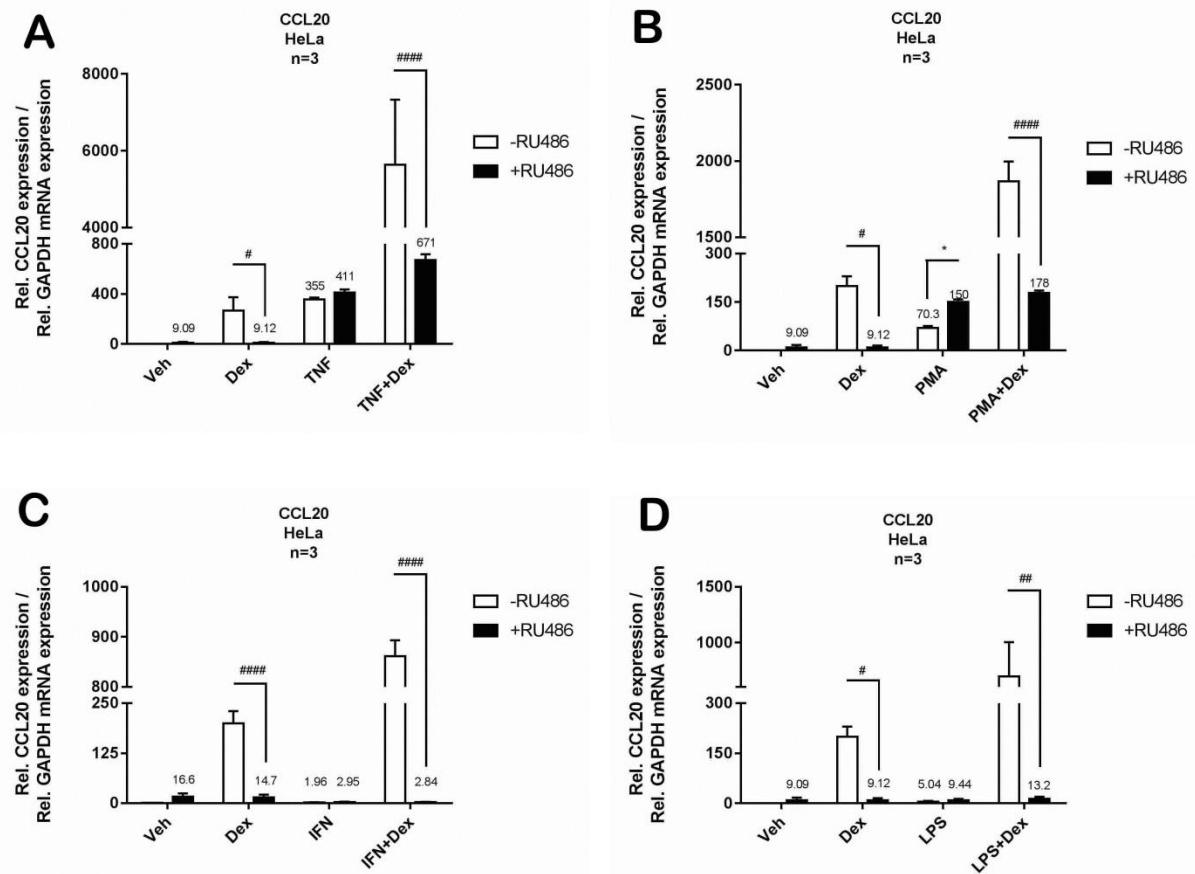 A
CCL20
HeLa
n=3
Rel. CCL20 expression /
Rel. GAPDH mRNA expression
8000
6000
4000
800
400
0
9.09
#
9.12
355
411
####
671
Veh
Dex
TNF
TNF+Dex
-RU486
+RU486
B
CCL20
HeLa
n=3
Rel. CCL20 expression /
Rel. GAPDH mRNA expression
2500
2000
1500
300
150
0
9.09
#
9.12
70.3
*
150
####
178
Veh
Dex
PMA
PMA+Dex
-RU486
+RU486
C
CCL20
HeLa
n=3
Rel. CCL20 expression /
Rel. GAPDH mRNA expression
1000
900
800
250
125
0
16.6
####
14.7
1.96
2.95
####
2.84
Veh
Dex
IFN
IFN+Dex
-RU486
+RU486
D
CCL20
HeLa
n=3
Rel. CCL20 expression /
Rel. GAPDH mRNA expression
1500
1000
300
150
0
9.09
#
9.12
5.04
9.44
##
13.2
Veh
Dex
LPS
LPS+Dex
-RU486
+RU486